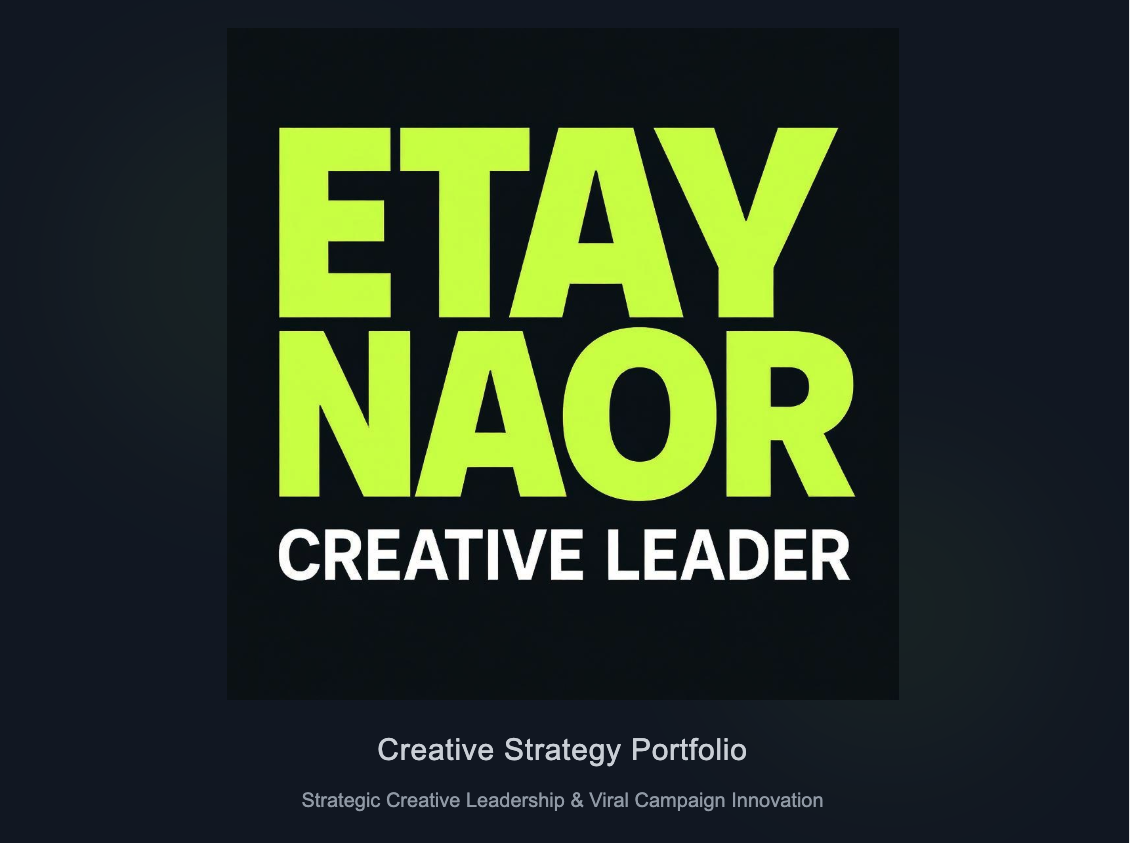 ETAY
NAOR
CREATIVE LEADER
Creative Strategy Portfolio
Strategic Creative Leadership & Viral Campaign Innovation